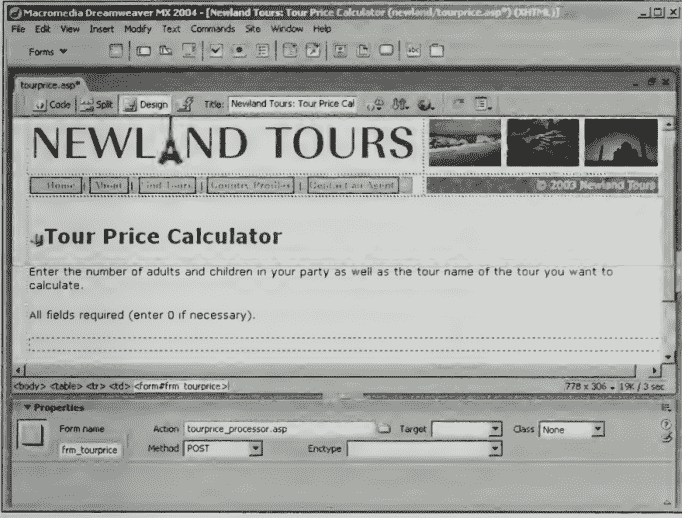 Macromedia Dreamweaver MX 2004 - [Newland Tours: Tour Price Calculator (newland/tourprice.asp*) (XHTML)]
File Edit View Insert Modify Text Commands Site Window Help
Forms
tourprice.asp*
Code Split Design Title: Newland Tours: Tour Price Cal
NEWLAND TOURS
Home | About | Find Tours | Country Profiles | Contact an Agent
© 2003 Newland Tours
Tour Price Calculator
Enter the number of adults and children in your party as well as the tour name of the tour you want to
calculate.
All fields required (enter 0 if necessary).
<body> <table> <tr> <td> <form#frm_tourprice> 778 x 306 19K / 3 sec
Properties
Form name Action tourprice_processor.asp Target Class None
frm_tourprice Method POST Enctype